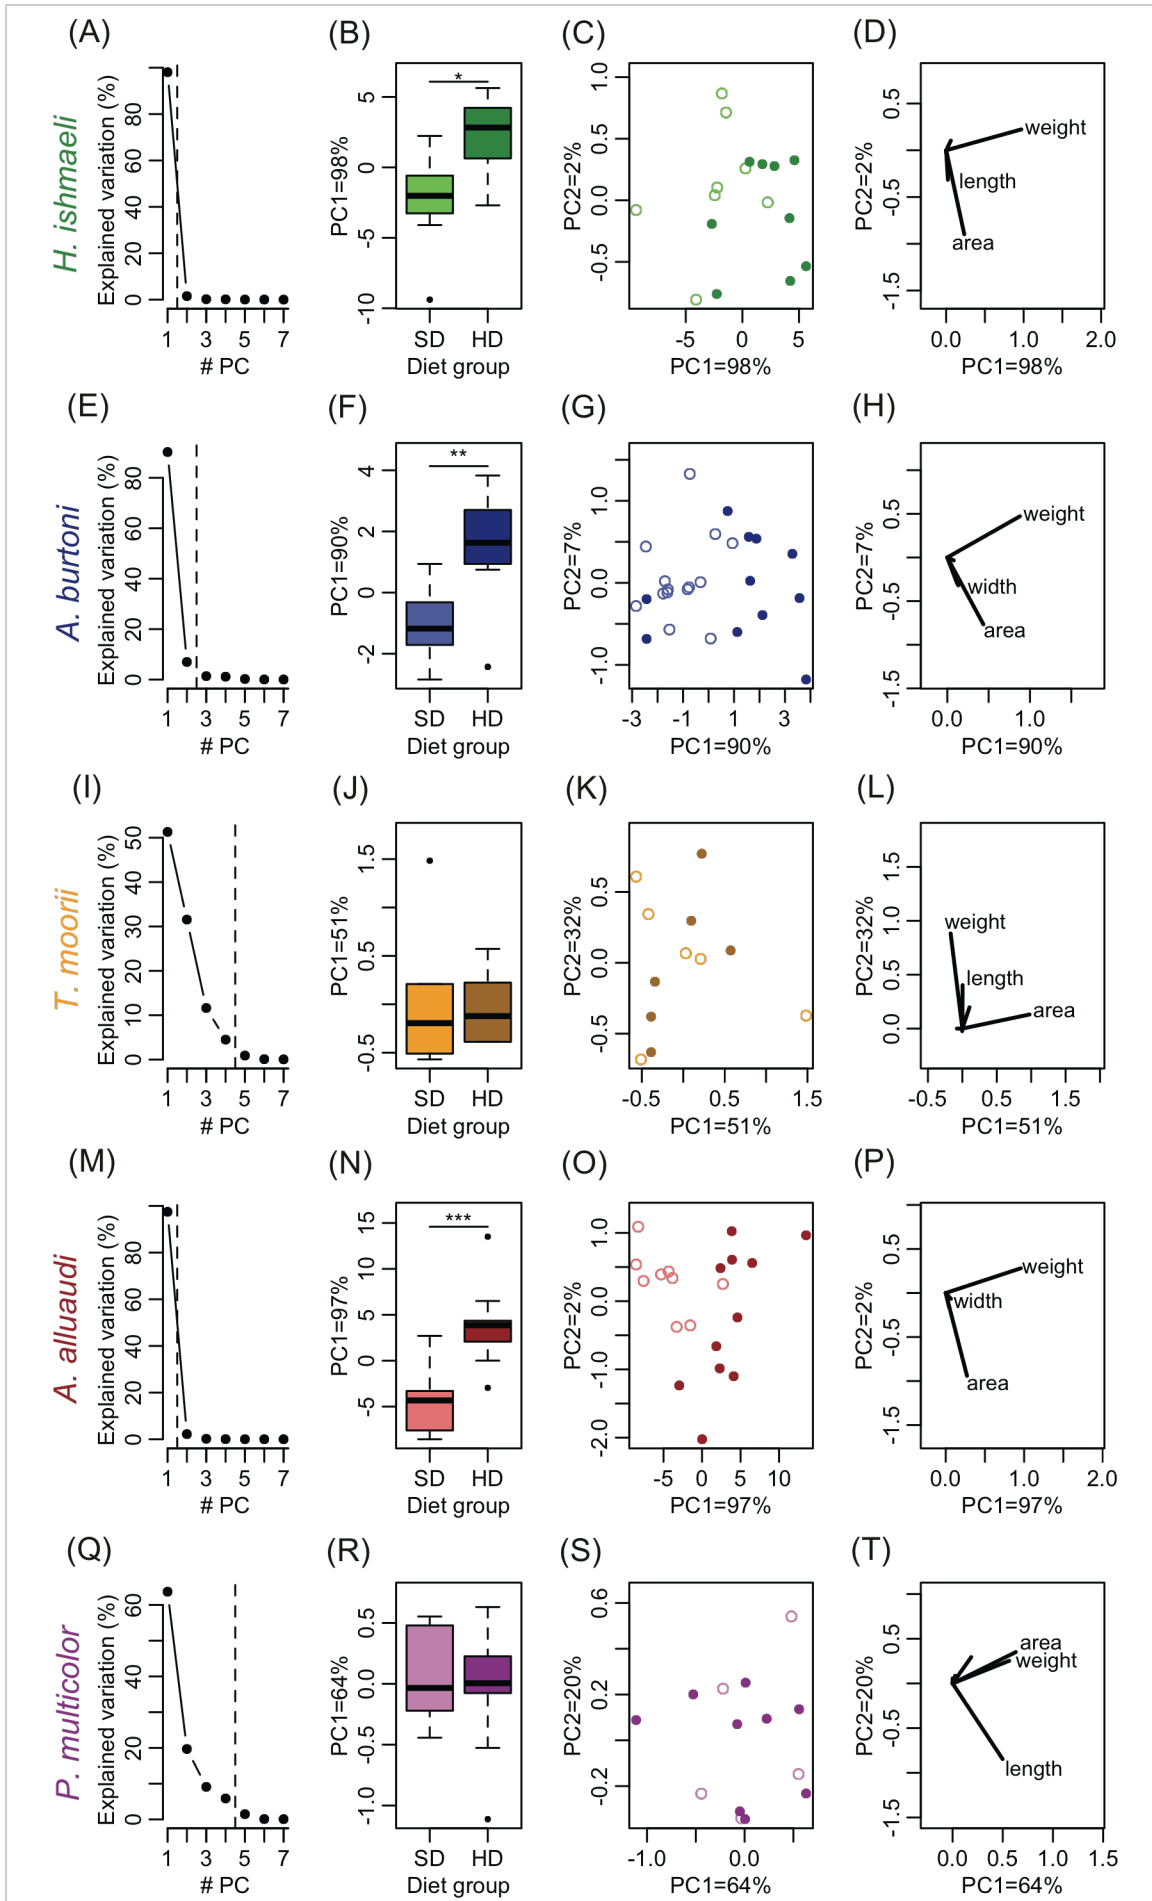 (A)
(B)
(C)
(D)
H. ishmaeli
Explained variation (%)
0 20 40 60 80
1 3 5 7
# PC
PC1=98%
-10 -5 0 5
*
SD HD
Diet group
PC2=2%
-0.5 0.0 0.5 1.0
-5 0 5
PC1=98%
PC2=2%
-1.5 -0.5 0.5
weight
length
area
0.0 1.0 2.0
PC1=98%
(E)
(F)
(G)
(H)
A. burtoni
Explained variation (%)
0 20 40 60 80
1 3 5 7
# PC
PC1=90%
-2 0 2 4
**
SD HD
Diet group
PC2=7%
-1.0 0.0 1.0
-3 -1 1 3
PC1=90%
PC2=7%
-1.5 -0.5 0.5
weight
width
area
0.0 1.0
PC1=90%
(I)
(J)
(K)
(L)
T. moorii
Explained variation (%)
0 10 20 30 40 50
1 3 5 7
# PC
PC1=51%
-0.5 0.5 1.5
SD HD
Diet group
PC2=32%
-0.5 0.0 0.5
-0.5 0.5 1.5
PC1=51%
PC2=32%
0.0 0.5 1.0 1.5
weight
length
area
-0.5 0.5 1.5
PC1=51%
(M)
(N)
(O)
(P)
A. alluaudi
Explained variation (%)
0 20 40 60 80
1 3 5 7
# PC
PC1=97%
-5 0 5 10 15
***
SD HD
Diet group
PC2=2%
-2.0 -1.0 0.0 1.0
-5 0 5 10
PC1=97%
PC2=2%
-1.5 -0.5 0.5
weight
width
area
0.0 1.0 2.0
PC1=97%
(Q)
(R)
(S)
(T)
P. multicolor
Explained variation (%)
0 20 40 60
1 3 5 7
# PC
PC1=64%
-1.0 -0.5 0.0 0.5
SD HD
Diet group
PC2=20%
-0.2 0.2 0.6
-1.0 0.0
PC1=64%
PC2=20%
-1.5 -0.5 0.5
area
weight
length
0.0 0.5 1.0 1.5
PC1=64%